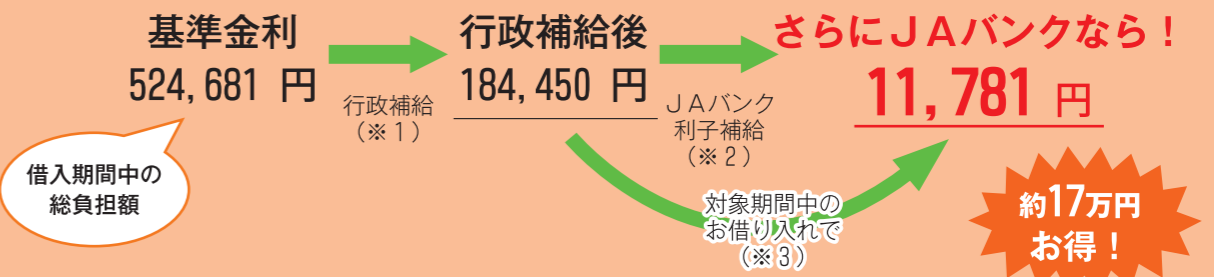 基準金利
524,681 円
行政補給
（※１）
行政補給後
184,450 円
ＪＡバンク
利子補給
（※２）
さらにＪＡバンクなら！
11,781 円
借入期間中の
総負担額
対象期間中の
お借り入れで
（※３）
約17万円
お得！